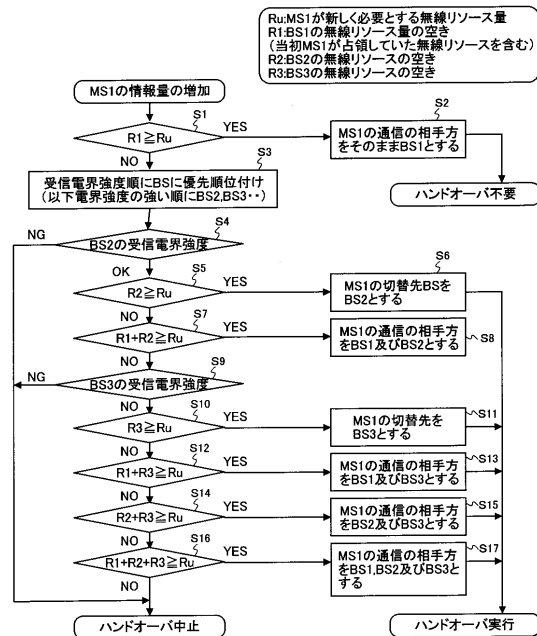 Ru:MS1が新しく必要とする無線リソース量
R1:BS1の無線リソース量の空き
(当初MS1が占領していた無線リソースを含む)
R2:BS2の無線リソースの空き
R3:BS3の無線リソースの空き
MS1の情報量の増加
S1
R1≧Ru
YES
NO
S2
MS1の通信の相手方
をそのままBS1とする
ハンドオーバ不要
S3
受信電界強度順にBSに優先順位付け
(以下電界強度の強い順にBS2,BS3・・)
S4
NG
BS2の受信電界強度
OK
S5
R2≧Ru
YES
NO
S6
MS1の切替先BSを
BS2とする
S7
R1+R2≧Ru
YES
NO
MS1の通信の相手方
をBS1及びBS2とする
S8
S9
NG
BS3の受信電界強度
NO
S10
R3≧Ru
YES
NO
MS1の切替先を
BS3とする
S11
S12
R1+R3≧Ru
YES
NO
MS1の通信の相手方
をBS1及びBS3とする
S13
S14
R2+R3≧Ru
YES
NO
MS1の通信の相手方
をBS2及びBS3とする
S15
S16
R1+R2+R3≧Ru
YES
NO
MS1の通信の相手方
をBS1,BS2及びBS3と
する
S17
ハンドオーバ中止
ハンドオーバ実行